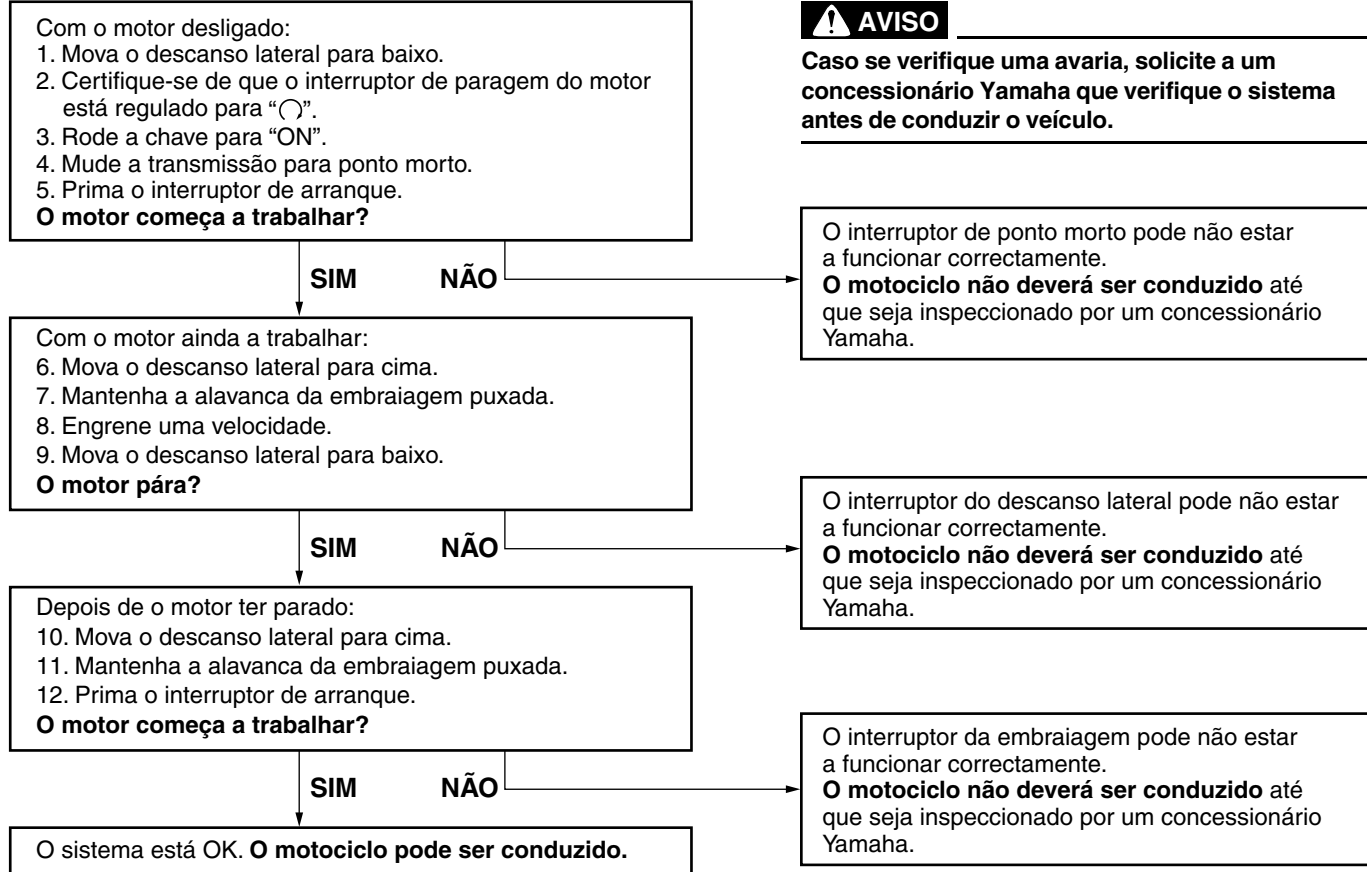 Com o motor desligado:
1. Mova o descanso lateral para baixo.
2. Certifique-se de que o interruptor de paragem do motor
está regulado para “◯”.
3. Rode a chave para “ON”.
4. Mude a transmissão para ponto morto.
5. Prima o interruptor de arranque.
O motor começa a trabalhar?
AVISO
Caso se verifique uma avaria, solicite a um
concessionário Yamaha que verifique o sistema
antes de conduzir o veículo.
SIM NÃO
O interruptor de ponto morto pode não estar
a funcionar correctamente.
O motociclo não deverá ser conduzido até
que seja inspeccionado por um concessionário
Yamaha.
Com o motor ainda a trabalhar:
6. Mova o descanso lateral para cima.
7. Mantenha a alavanca da embraiagem puxada.
8. Engrene uma velocidade.
9. Mova o descanso lateral para baixo.
O motor pára?
SIM NÃO
O interruptor do descanso lateral pode não estar
a funcionar correctamente.
O motociclo não deverá ser conduzido até
que seja inspeccionado por um concessionário
Yamaha.
Depois de o motor ter parado:
10. Mova o descanso lateral para cima.
11. Mantenha a alavanca da embraiagem puxada.
12. Prima o interruptor de arranque.
O motor começa a trabalhar?
SIM NÃO
O interruptor da embraiagem pode não estar
a funcionar correctamente.
O motociclo não deverá ser conduzido até
que seja inspeccionado por um concessionário
Yamaha.
O sistema está OK. O motociclo pode ser conduzido.